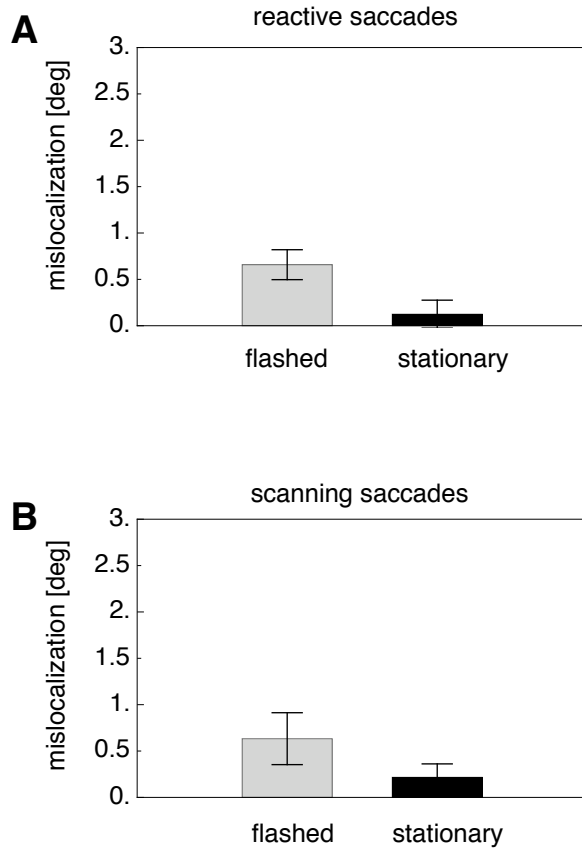 A
reactive saccades
mislocalization [deg]
3.
2.5
2.
1.5
1.
0.5
0.
flashed stationary
B
scanning saccades
mislocalization [deg]
3.
2.5
2.
1.5
1.
0.5
0.
flashed stationary